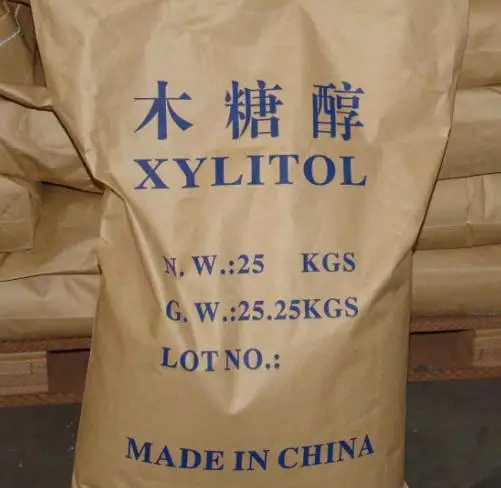 木糖醇
XYLITOL
N. W.:25 KGS
G. W.:25.25KGS
LOT NO.:
MADE IN CHINA